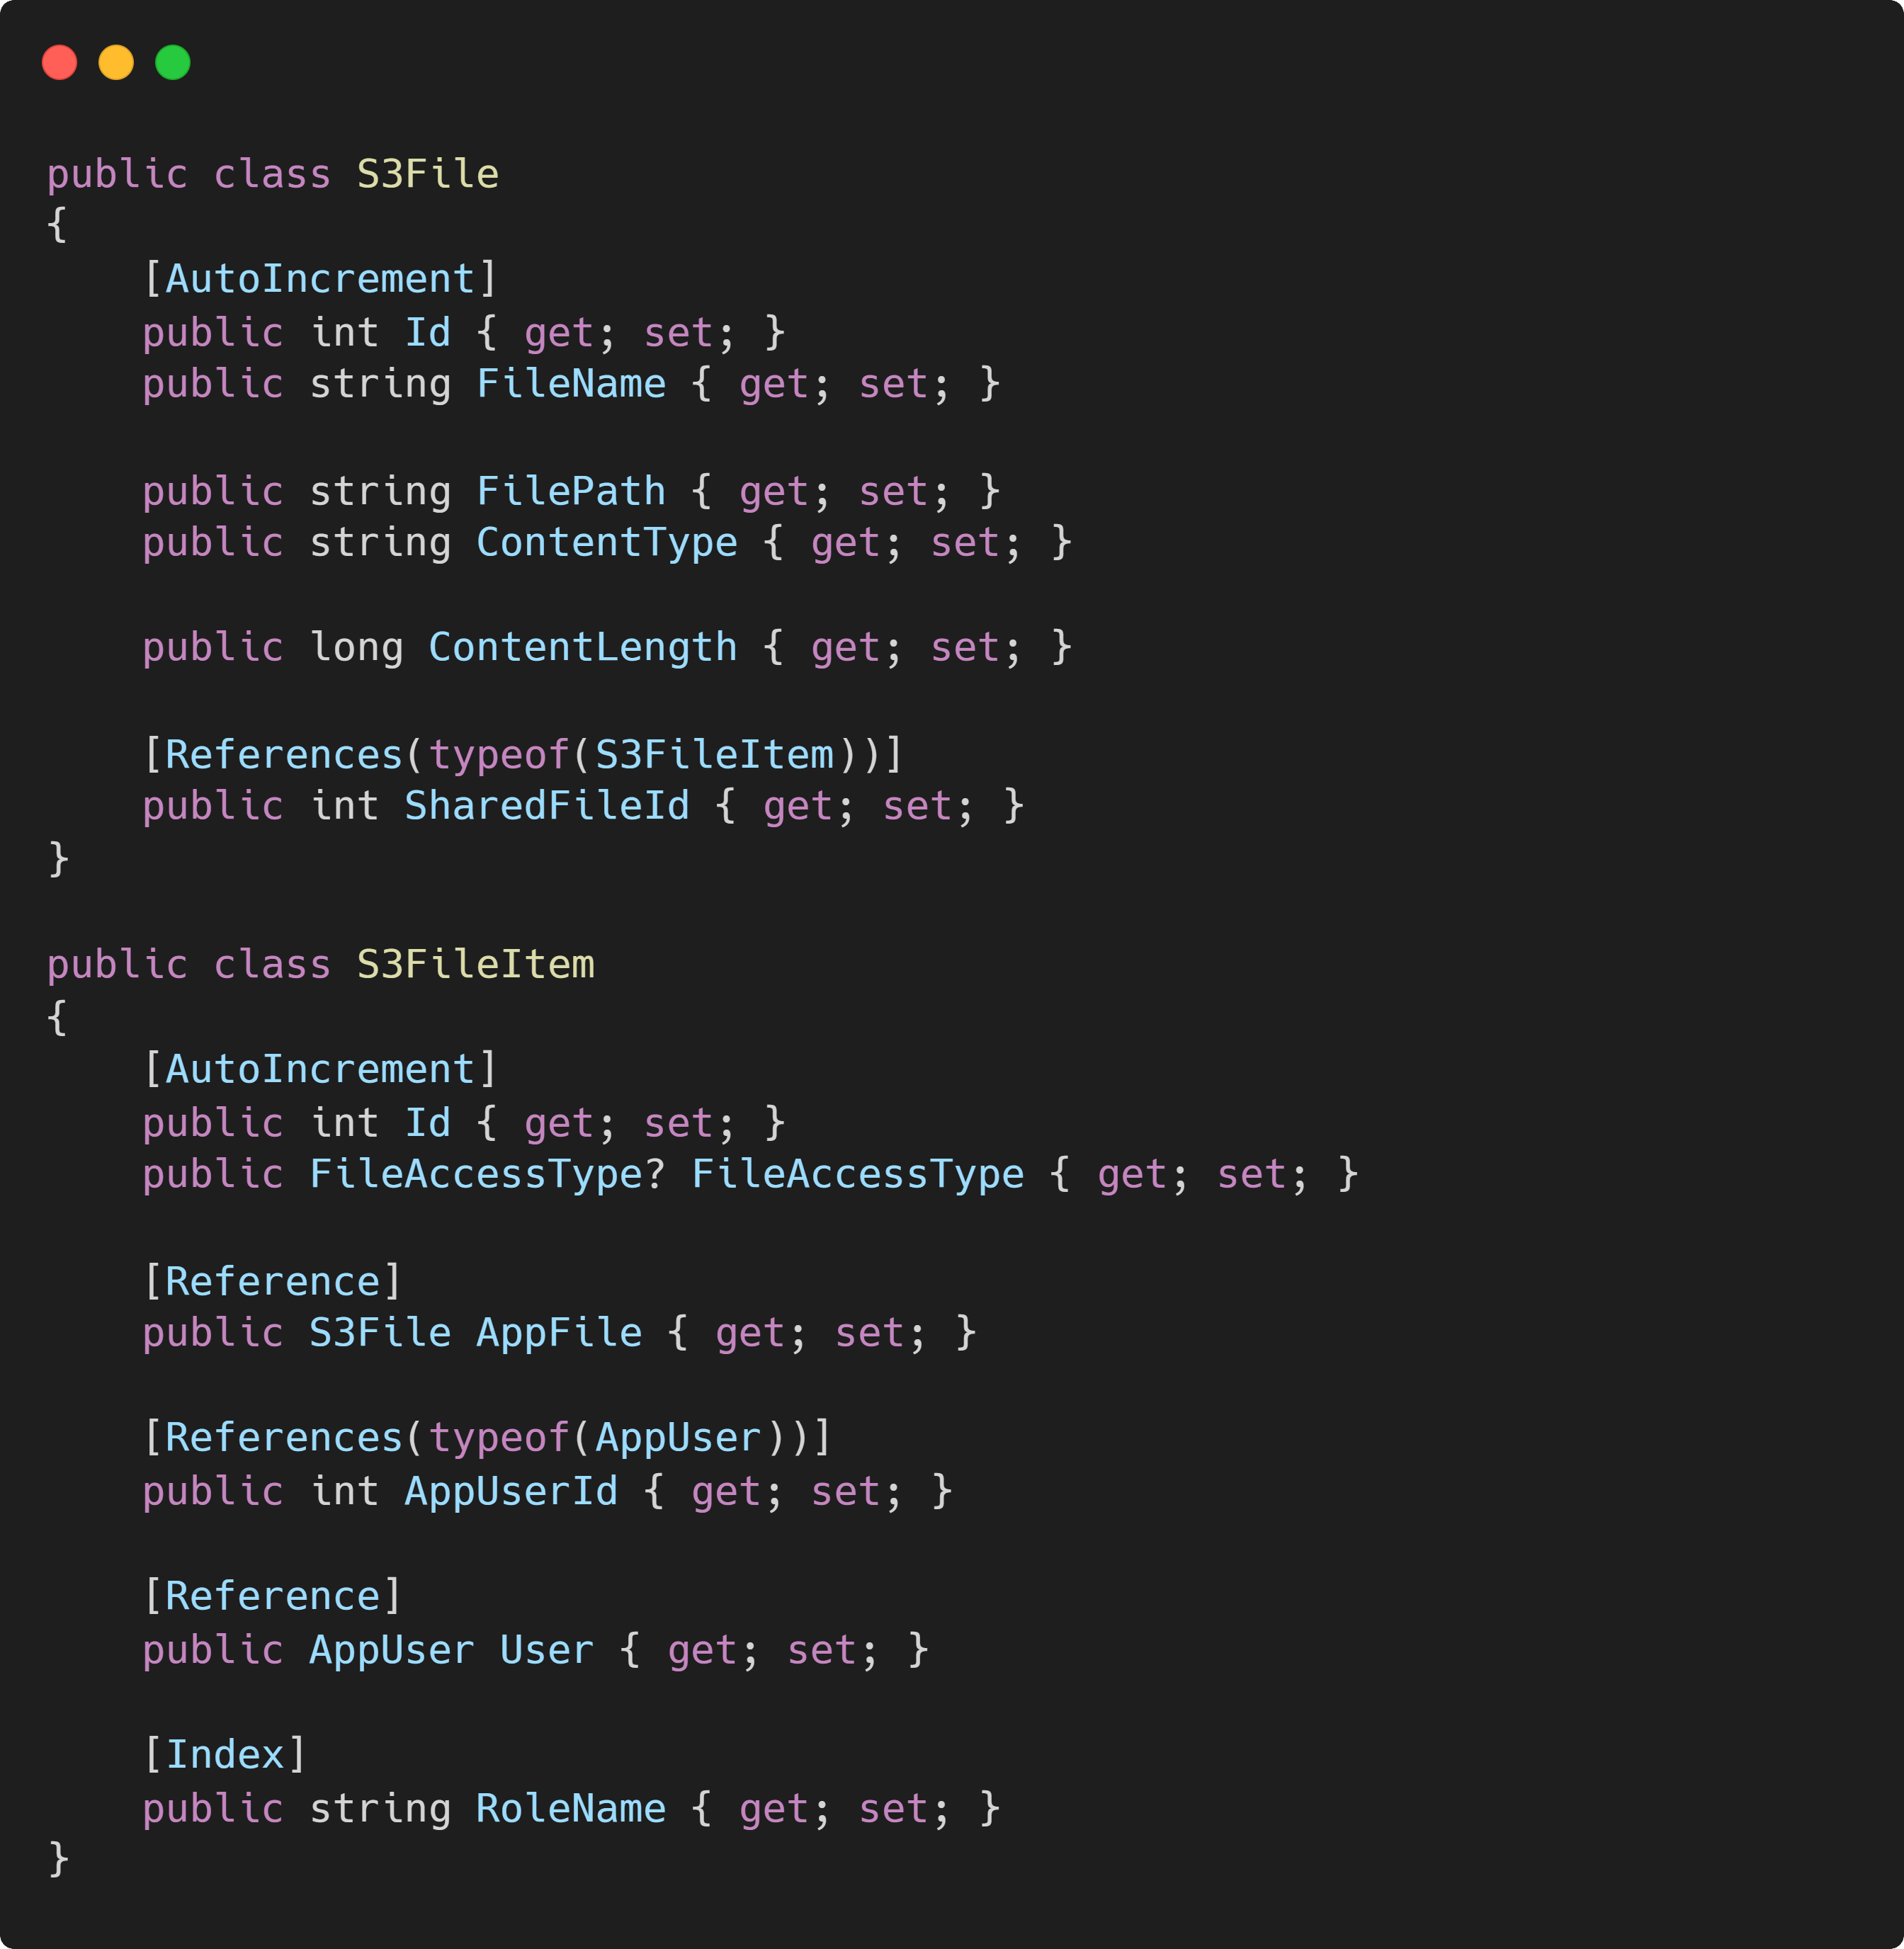 public class S3File
{
    [AutoIncrement]
    public int Id { get; set; }
    public string FileName { get; set; }

    public string FilePath { get; set; }
    public string ContentType { get; set; }

    public long ContentLength { get; set; }

    [References(typeof(S3FileItem))]
    public int SharedFileId { get; set; }
}

public class S3FileItem
{
    [AutoIncrement]
    public int Id { get; set; }
    public FileAccessType? FileAccessType { get; set; }

    [Reference]
    public S3File AppFile { get; set; }

    [References(typeof(AppUser))]
    public int AppUserId { get; set; }

    [Reference]
    public AppUser User { get; set; }

    [Index]
    public string RoleName { get; set; }
}